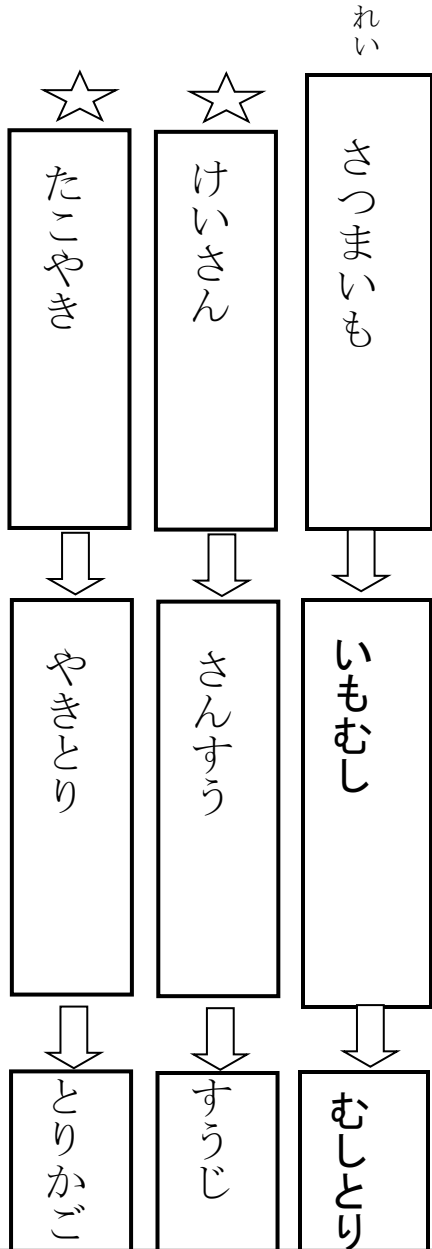 れい
さつまいも
いもむし
むしとり
けいさん
さんすう
すうじ
たこやき
やきとり
とりかご